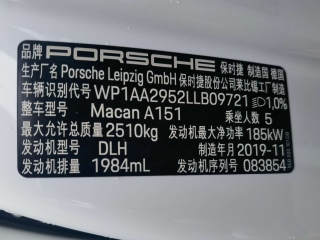 品牌 PORSCHE 保时捷 制造国 德国
生产厂名 Porsche Leipzig GmbH 保时捷股份公司莱比锡工厂制造
车辆识别代号 WP1AA2952LLB09721 1,0%
整车型号 Macan A151 乘坐人数 5
最大允许总质量 2510kg 发动机最大净功率 185kW
发动机型号 DLH 制造年月 2019-11
发动机排量 1984mL 发动机序列号 083854